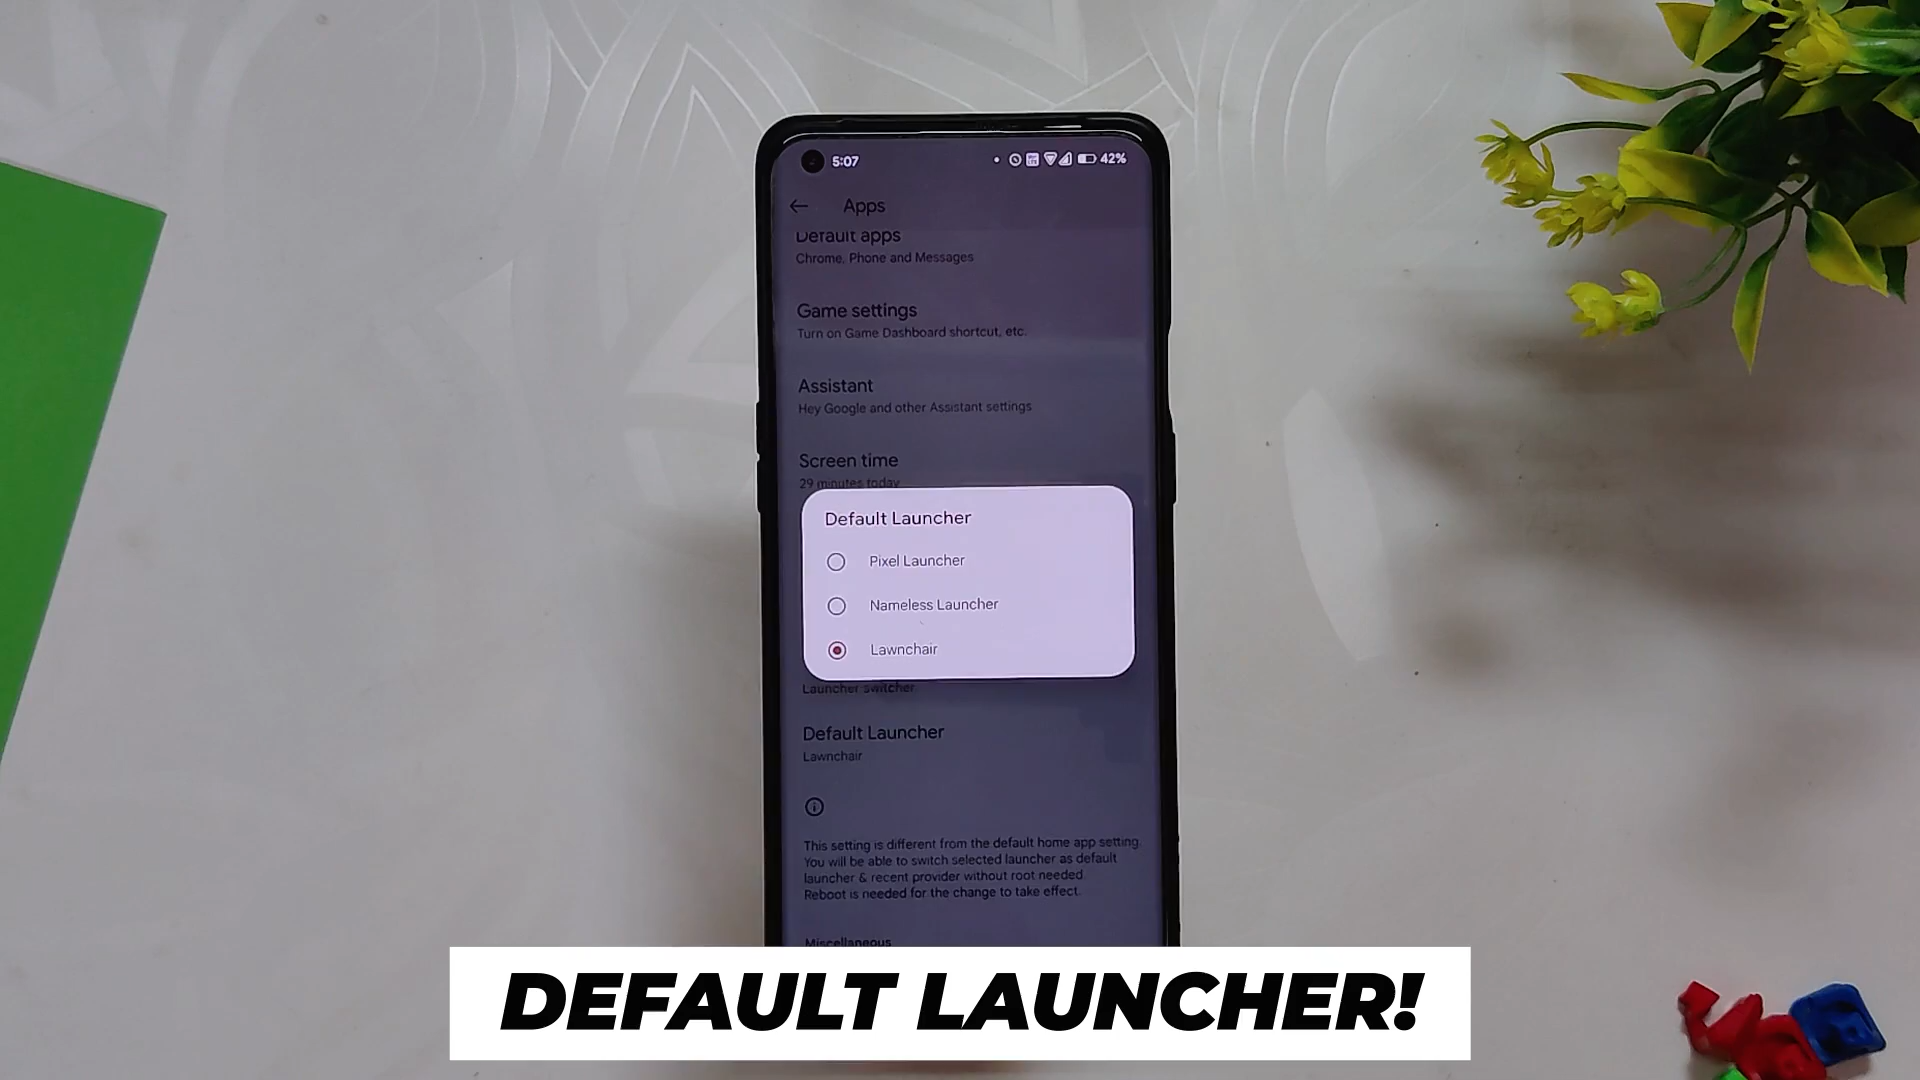 5:07
42%
Apps
Default apps
Chrome, Phone and Messages
Game settings
Turn on Game Dashboard shortcut, etc.
Assistant
Hey Google and other Assistant settings
Screen time
29 minutes today
Default Launcher
Pixel Launcher
Nameless Launcher
Lawnchair
Launcher switcher
Default Launcher
Lawnchair
This setting is different from the default home app setting.
You will be able to switch selected launcher as default
launcher & recent provider without root needed
Reboot is needed for the change to take effect.
Miscellaneous
DEFAULT LAUNCHER!